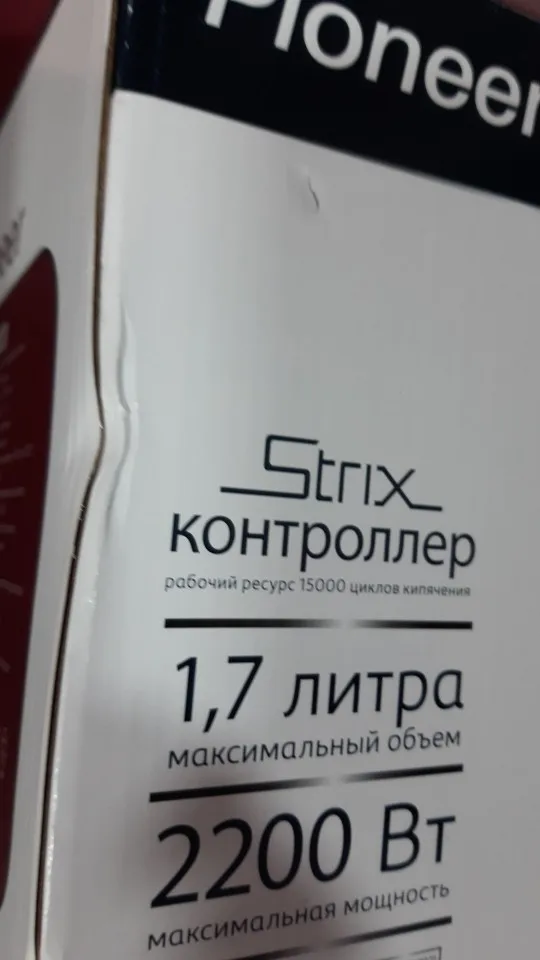 Pioneer
Strix
контроллер
рабочий ресурс 15000 циклов кипячения
1,7 литра
максимальный объем
2200 Вт
максимальная мощность